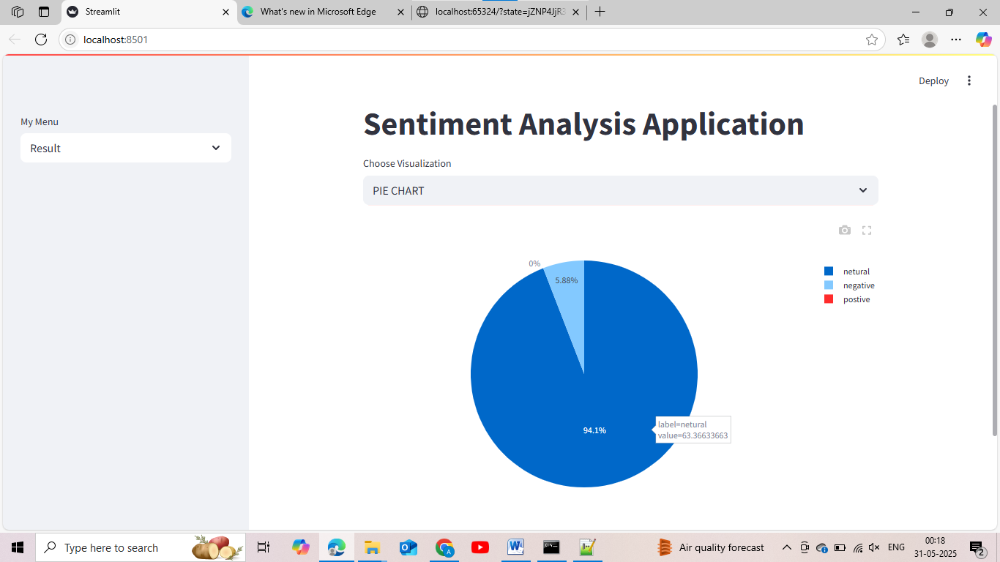 Streamlit
What's new in Microsoft Edge
localhost:65324/?state=jZNP4JjR3
localhost:8501
Deploy
My Menu
Result
Sentiment Analysis Application
Choose Visualization
PIE CHART
0%
5.88%
94.1%
netural
negative
postive
label=netural
value=63.36633663
Type here to search
Air quality forecast
ENG
00:18
31-05-2025
2